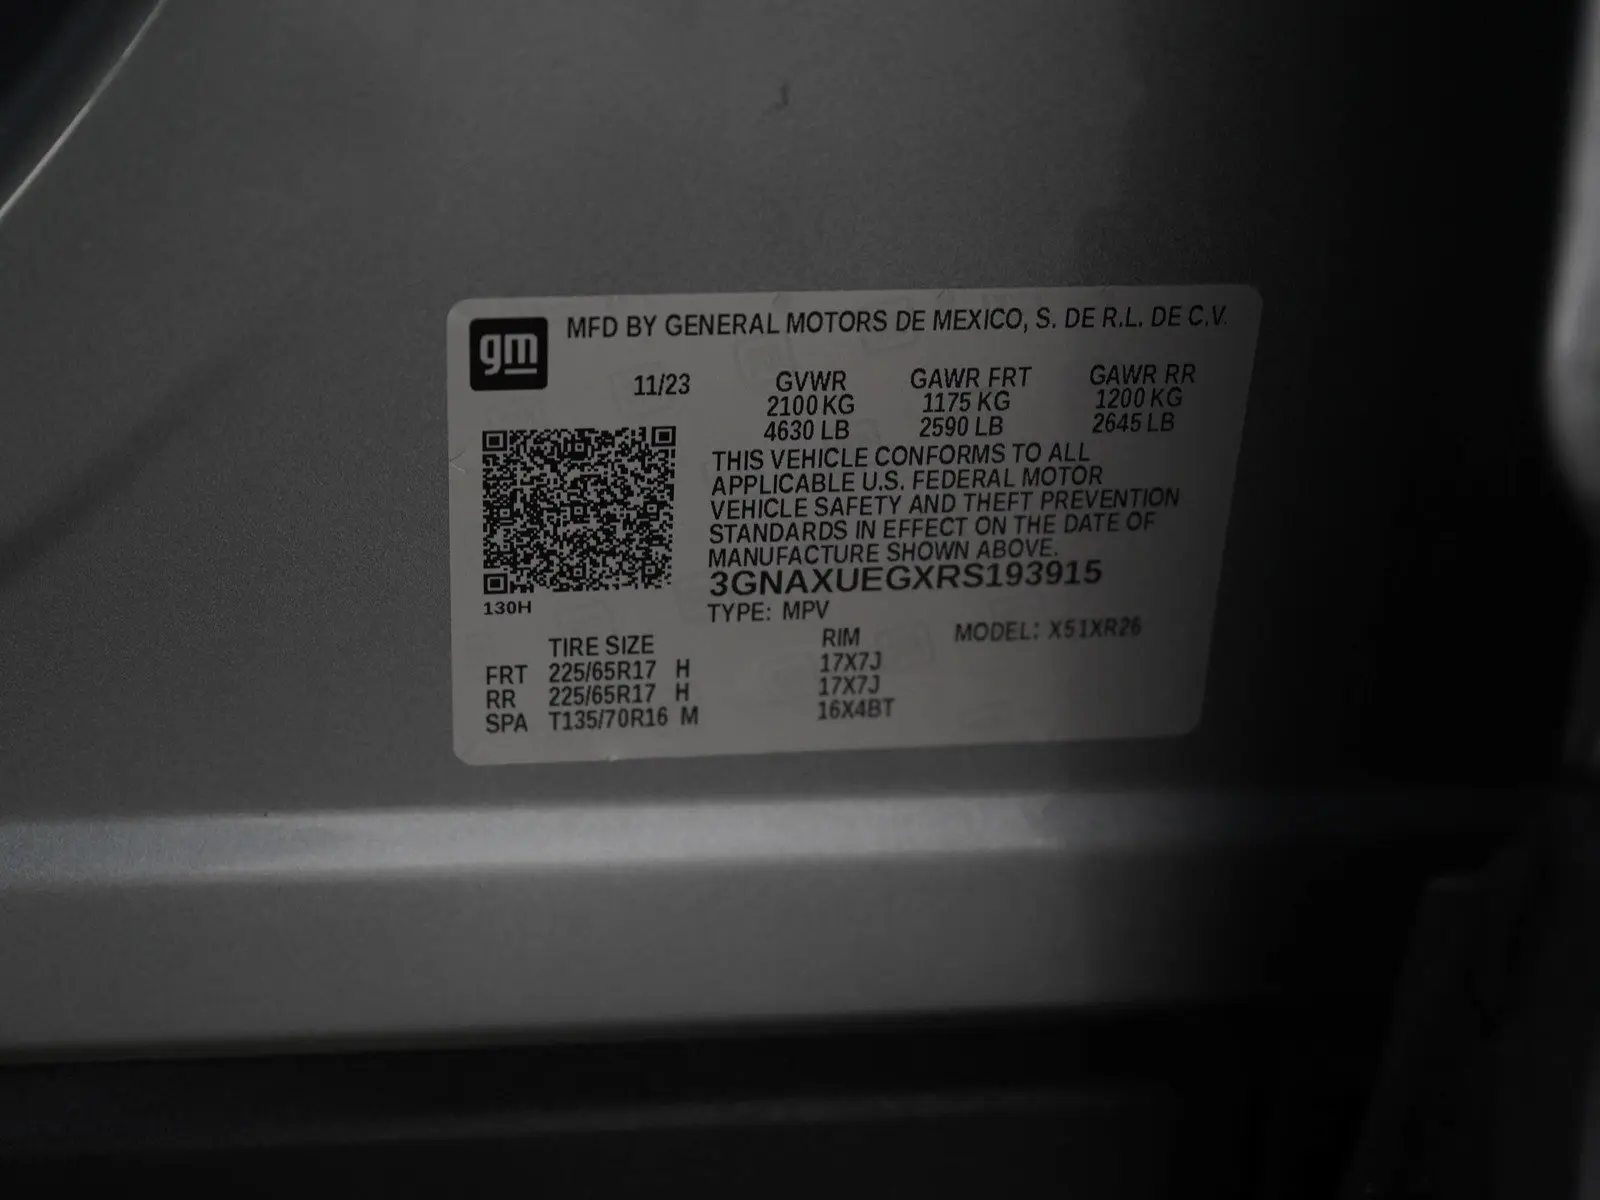 gm
MFD BY GENERAL MOTORS DE MEXICO, S. DE R.L. DE C.V.
11/23 GVWR GAWR FRT GAWR RR
2100 KG 1175 KG 1200 KG
4630 LB 2590 LB 2645 LB
THIS VEHICLE CONFORMS TO ALL
APPLICABLE U.S. FEDERAL MOTOR
VEHICLE SAFETY AND THEFT PREVENTION
STANDARDS IN EFFECT ON THE DATE OF
MANUFACTURE SHOWN ABOVE.
3GNAXUEGXRS193915
130H
TYPE: MPV
TIRE SIZE RIM MODEL: X51XR26
FRT 225/65R17 H 17X7J
RR 225/65R17 H 17X7J
SPA T135/70R16 M 16X4BT